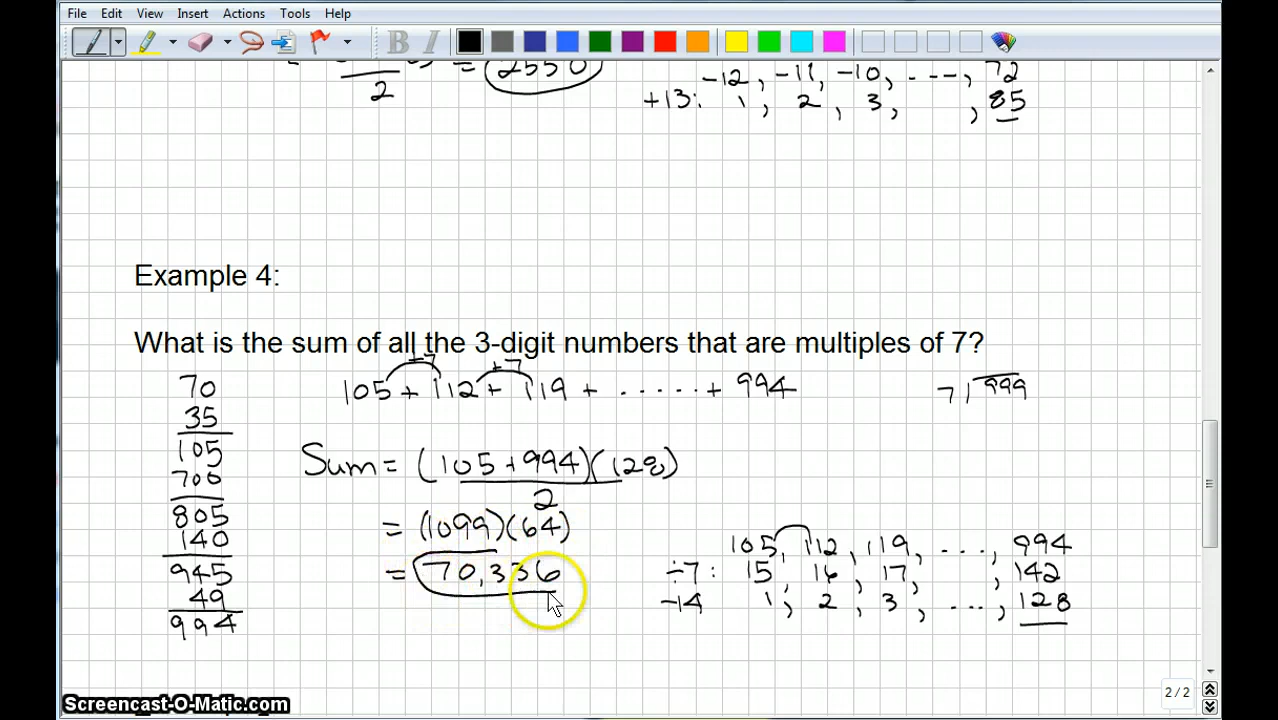 File Edit View Insert Actions Tools Help
B I
2
= 2550
-12, -11, -10, - - -, 72
+13: 1, 2, 3, , 85
Example 4:
What is the sum of all the 3-digit numbers that are multiples of 7?
+7 +7
105 + 112 + 119 + ...... + 994
7 999
70
35
105
700
805
140
945
49
994
Sum = (105 + 994)(128)
2
= (1099)(64)
= 70,336
105, 112, 119, ..., 994
÷7: 15, 16, 17, , 142
-14 1, 2, 3, ..., 128
2 / 2
Screencast-O-Matic.com